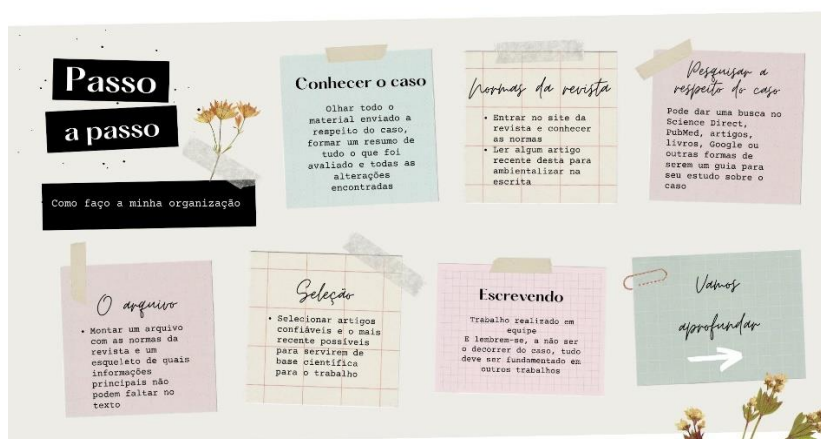 Passo
a passo
Como faço a minha organização
Conhecer o caso
Olhar todo o
material enviado a
respeito do caso,
formar um resumo de
tudo o que foi
avaliado e todas as
alterações
encontradas
Normas da revista
• Entrar no site da
revista e conhecer
as normas
• Ler algum artigo
recente desta para
ambientalizar na
escrita
Pesquisar a
respeito do caso
Pode dar uma busca no
Science Direct,
PubMed, artigos,
livros, Google ou
outras formas de
serem um guia para
seu estudo sobre o
caso
O arquivo
• Montar um arquivo
com as normas da
revista e um
esqueleto de quais
informações
principais não
podem faltar no
texto
Seleção
• Selecionar artigos
confiáveis e o mais
recente possíveis
para servirem de
base científica
para o trabalho
Escrevendo
Trabalho realizado em
equipe
E lembrem-se, a não ser
o decorrer do caso, tudo
deve ser fundamentado em
outros trabalhos
Vamos
aprofundar